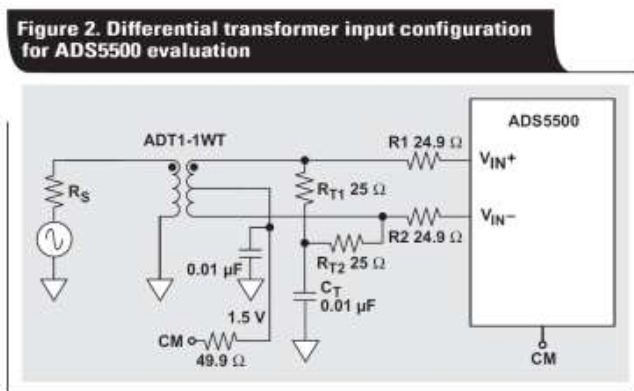 Figure 2. Differential transformer input configuration
for ADS5500 evaluation
ADS5500
ADT1-1WT
R1 24.9 Ω
VIN+
RS
RT1 25 Ω
VIN−
R2 24.9 Ω
RT2 25 Ω
0.01 µF
CT
0.01 µF
1.5 V
CM
49.9 Ω
CM